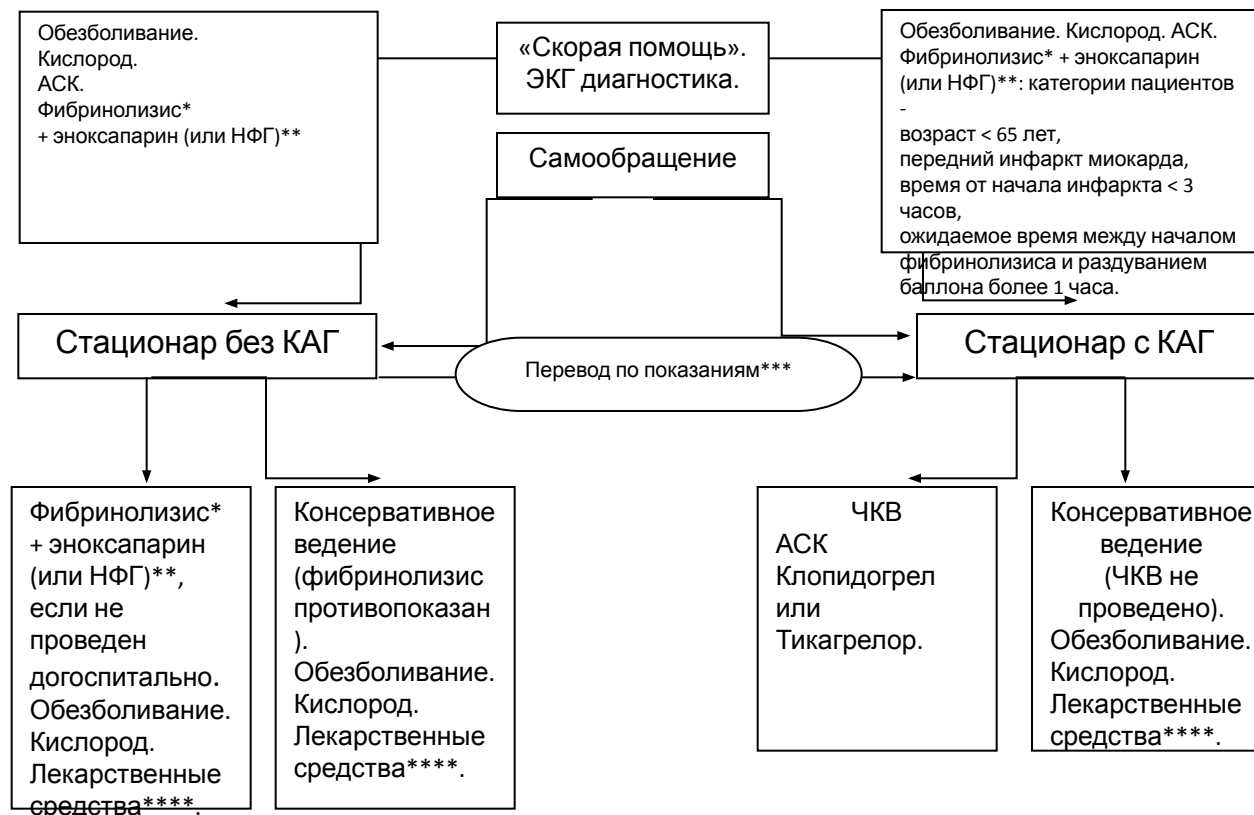 Обезболивание.
Кислород.
АСК.
Фибринолизис*
+ эноксапарин (или НФГ)**
«Скорая помощь».
ЭКГ диагностика.
Самообращение
Обезболивание. Кислород. АСК.
Фибринолизис* + эноксапарин
(или НФГ)**: категории пациентов
-
возраст < 65 лет,
передний инфаркт миокарда,
время от начала инфаркта < 3
часов,
ожидаемое время между началом
фибринолизиса и раздуванием
баллона более 1 часа.
Стационар без КАГ
Перевод по показаниям***
Стационар с КАГ
Фибринолизис*
+ эноксапарин
(или НФГ)**,
если не
проведен
догоспитально.
Обезболивание.
Кислород.
Лекарственные
средства****.
Консервативное
ведение
(фибринолизис
противопоказан
).
Обезболивание.
Кислород.
Лекарственные
средства****.
ЧКВ
АСК
Клопидогрел
или
Тикагрелор.
Консервативное
ведение
(ЧКВ не
проведено).
Обезболивание.
Кислород.
Лекарственные
средства****.